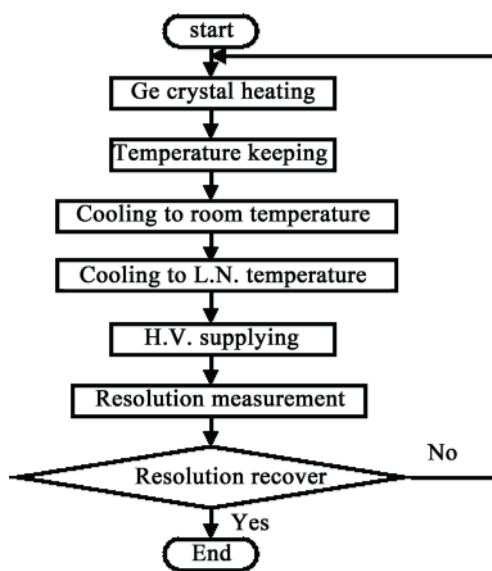 start
Ge crystal heating
Temperature keeping
Cooling to room temperature
Cooling to L.N. temperature
H.V. supplying
Resolution measurement
No
Resolution recover
Yes
End